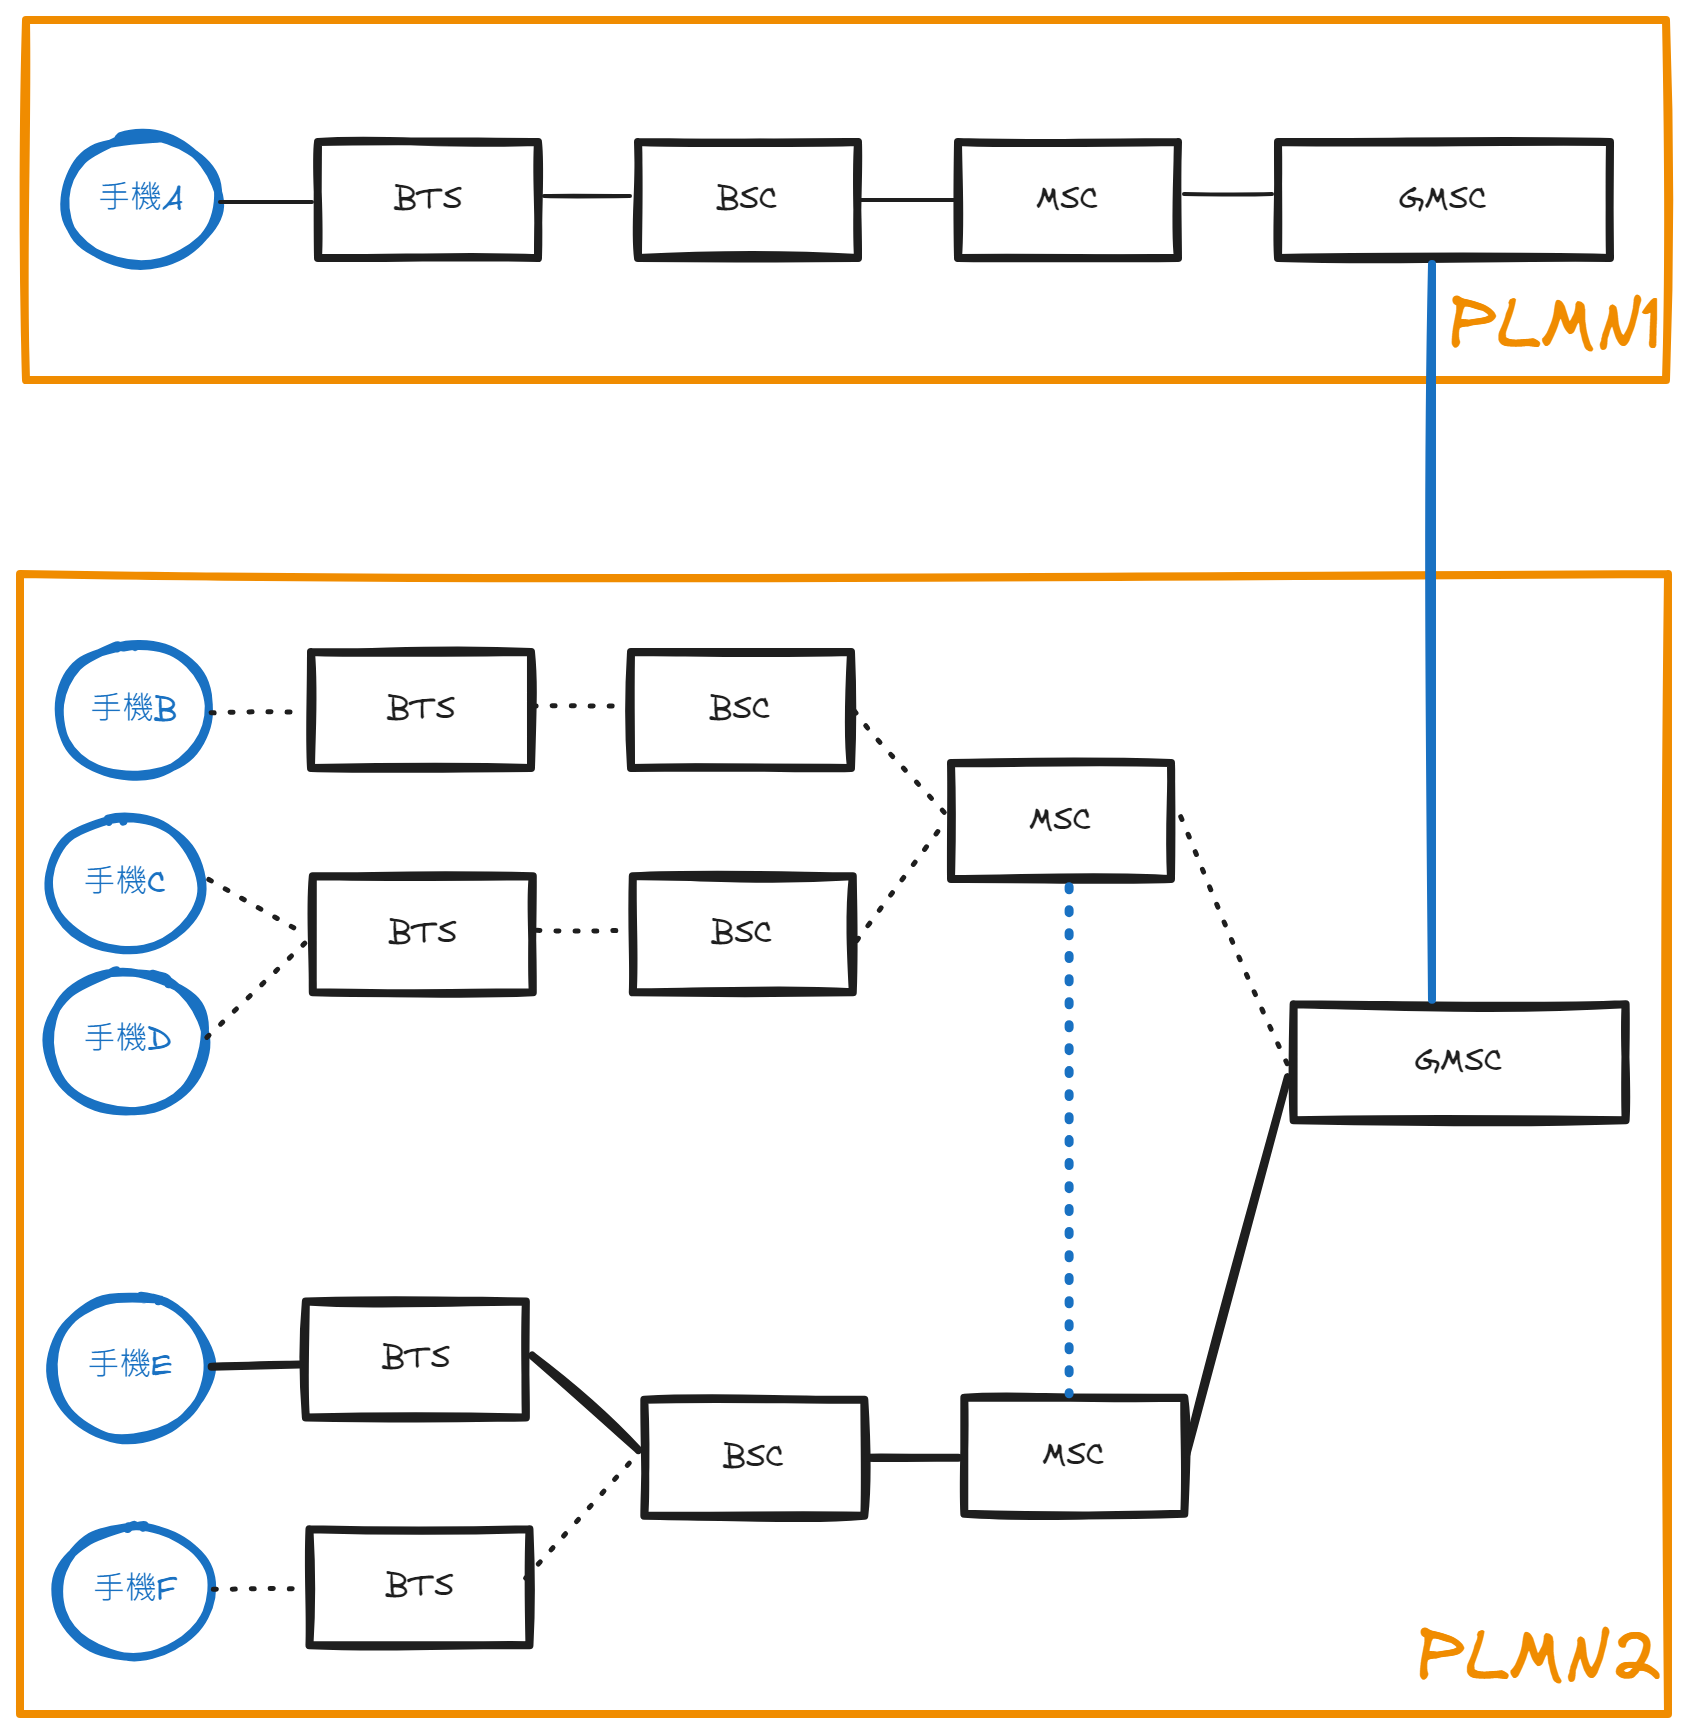 手機A
BTS
BSC
MSC
GMSC
PLMN1
手機B
BTS
BSC
MSC
手機C
BTS
BSC
手機D
GMSC
手機E
BTS
BSC
MSC
手機F
BTS
PLMN2